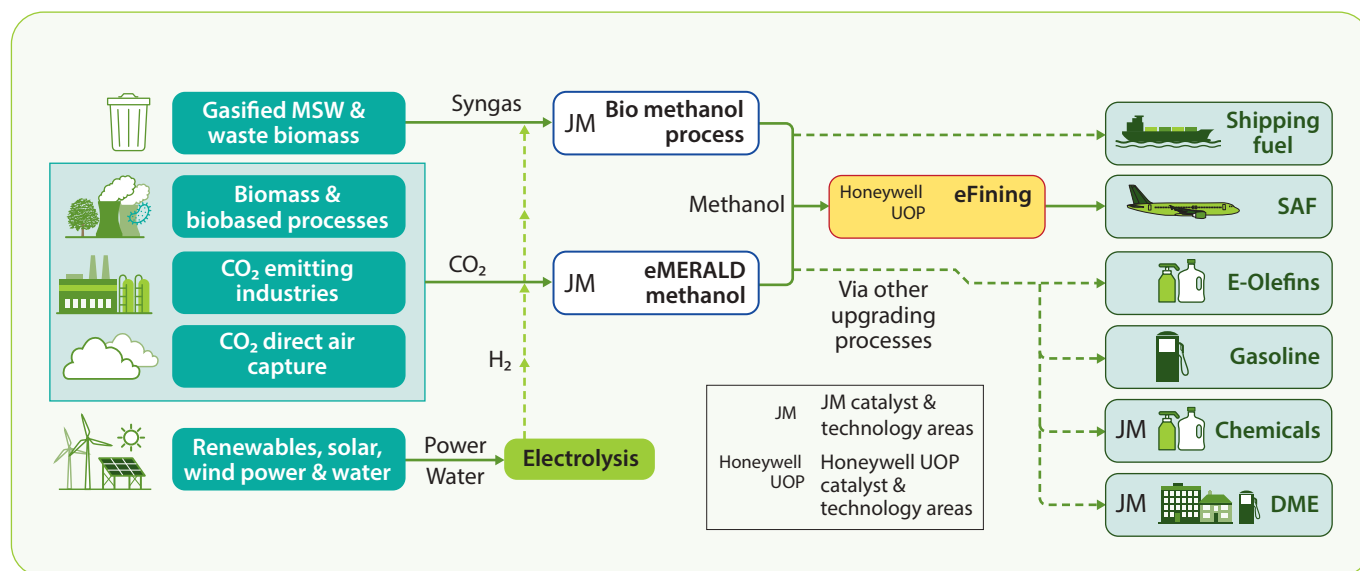 Gasified MSW &
waste biomass
Syngas
JM
Bio methanol
process
Shipping
fuel
Biomass &
biobased processes
Methanol
Honeywell
UOP
eFining
SAF
CO₂ emitting
industries
CO₂
JM
eMERALD
methanol
E-Olefins
Via other
upgrading
processes
CO₂ direct air
capture
H₂
Gasoline
JM
JM catalyst &
technology areas
Honeywell
UOP
Honeywell UOP
catalyst &
technology areas
JM
Chemicals
Renewables, solar,
wind power & water
Power
Water
Electrolysis
JM
DME